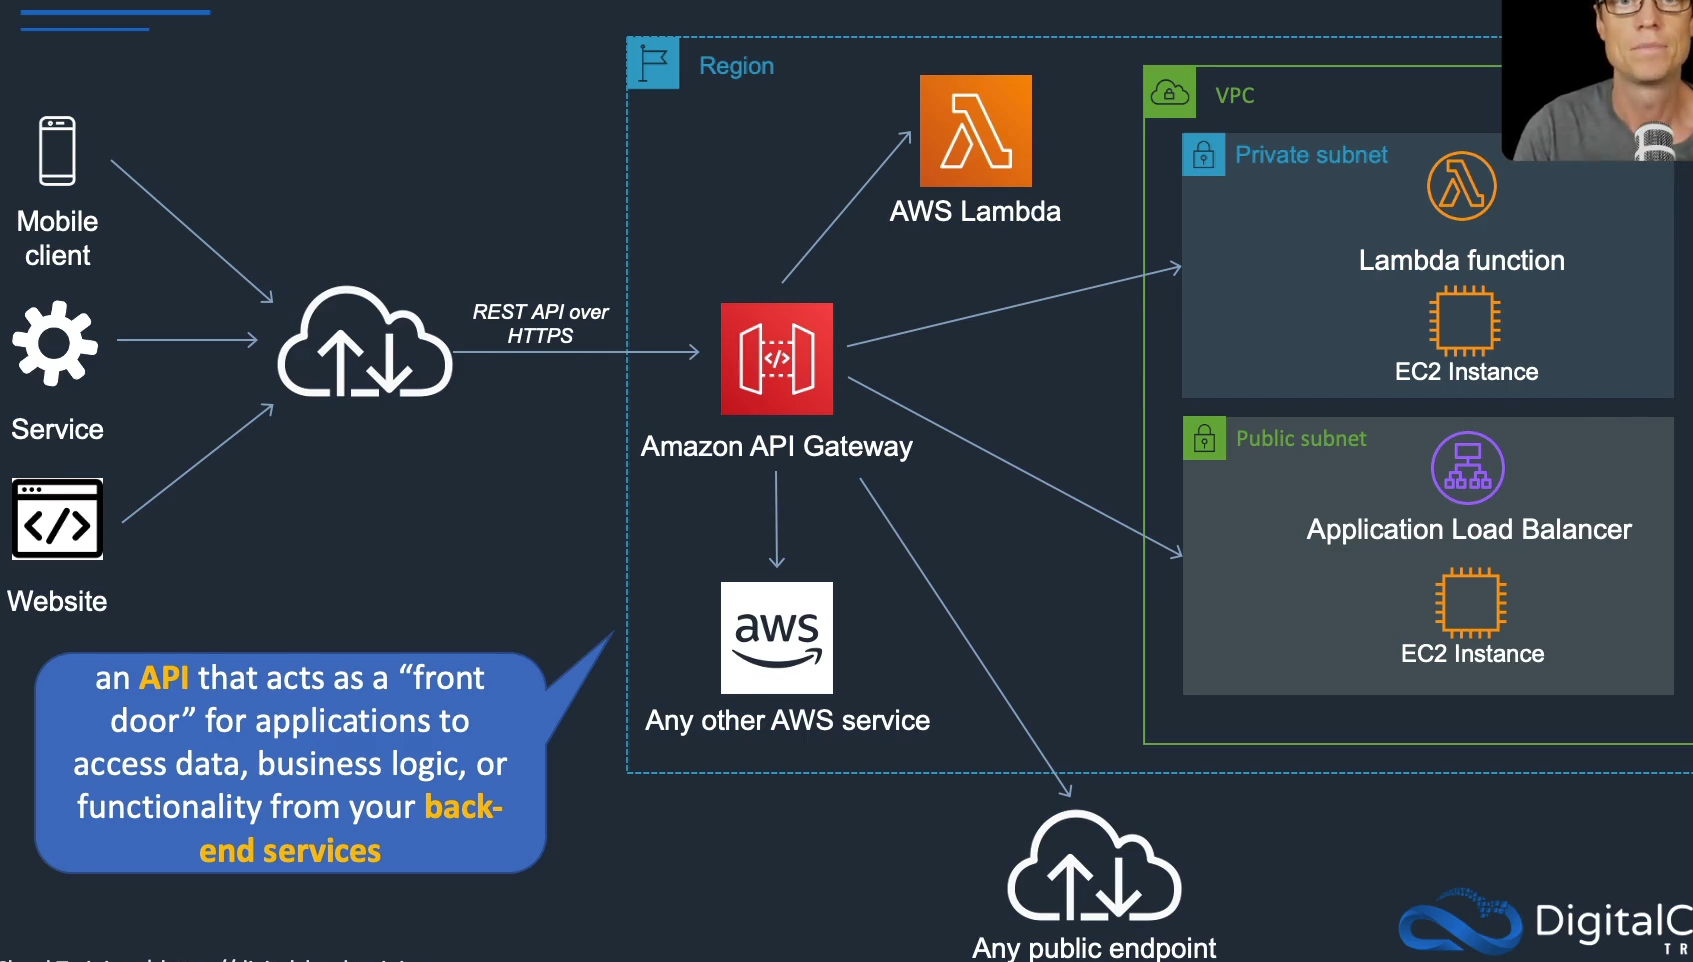 Region
VPC
Private subnet
Mobile
client
AWS Lambda
Lambda function
REST API over
HTTPS
EC2 Instance
Service
Amazon API Gateway
Public subnet
Application Load Balancer
</>
Website
aws
EC2 Instance
Any other AWS service
an API that acts as a “front
door” for applications to
access data, business logic, or
functionality from your back-
end services
Any public endpoint
DigitalC
T R